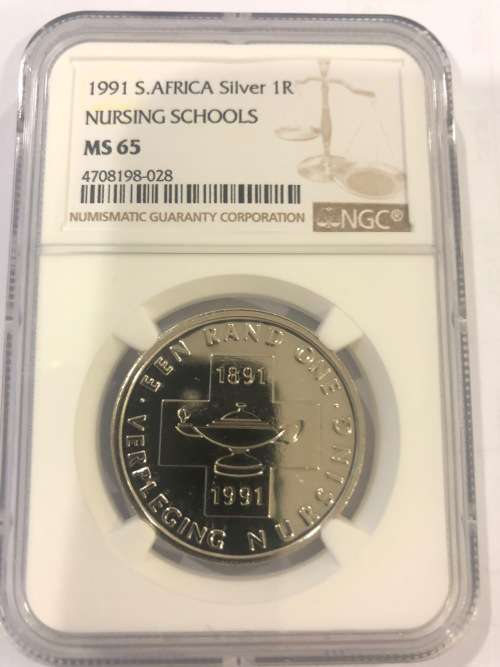 1991 S.AFRICA Silver 1R
NURSING SCHOOLS
MS 65
4708198-028
NUMISMATIC GUARANTY CORPORATION
NGC®
EEN RAND ONE
1891
1991
· VERPLEGING NURSING ·